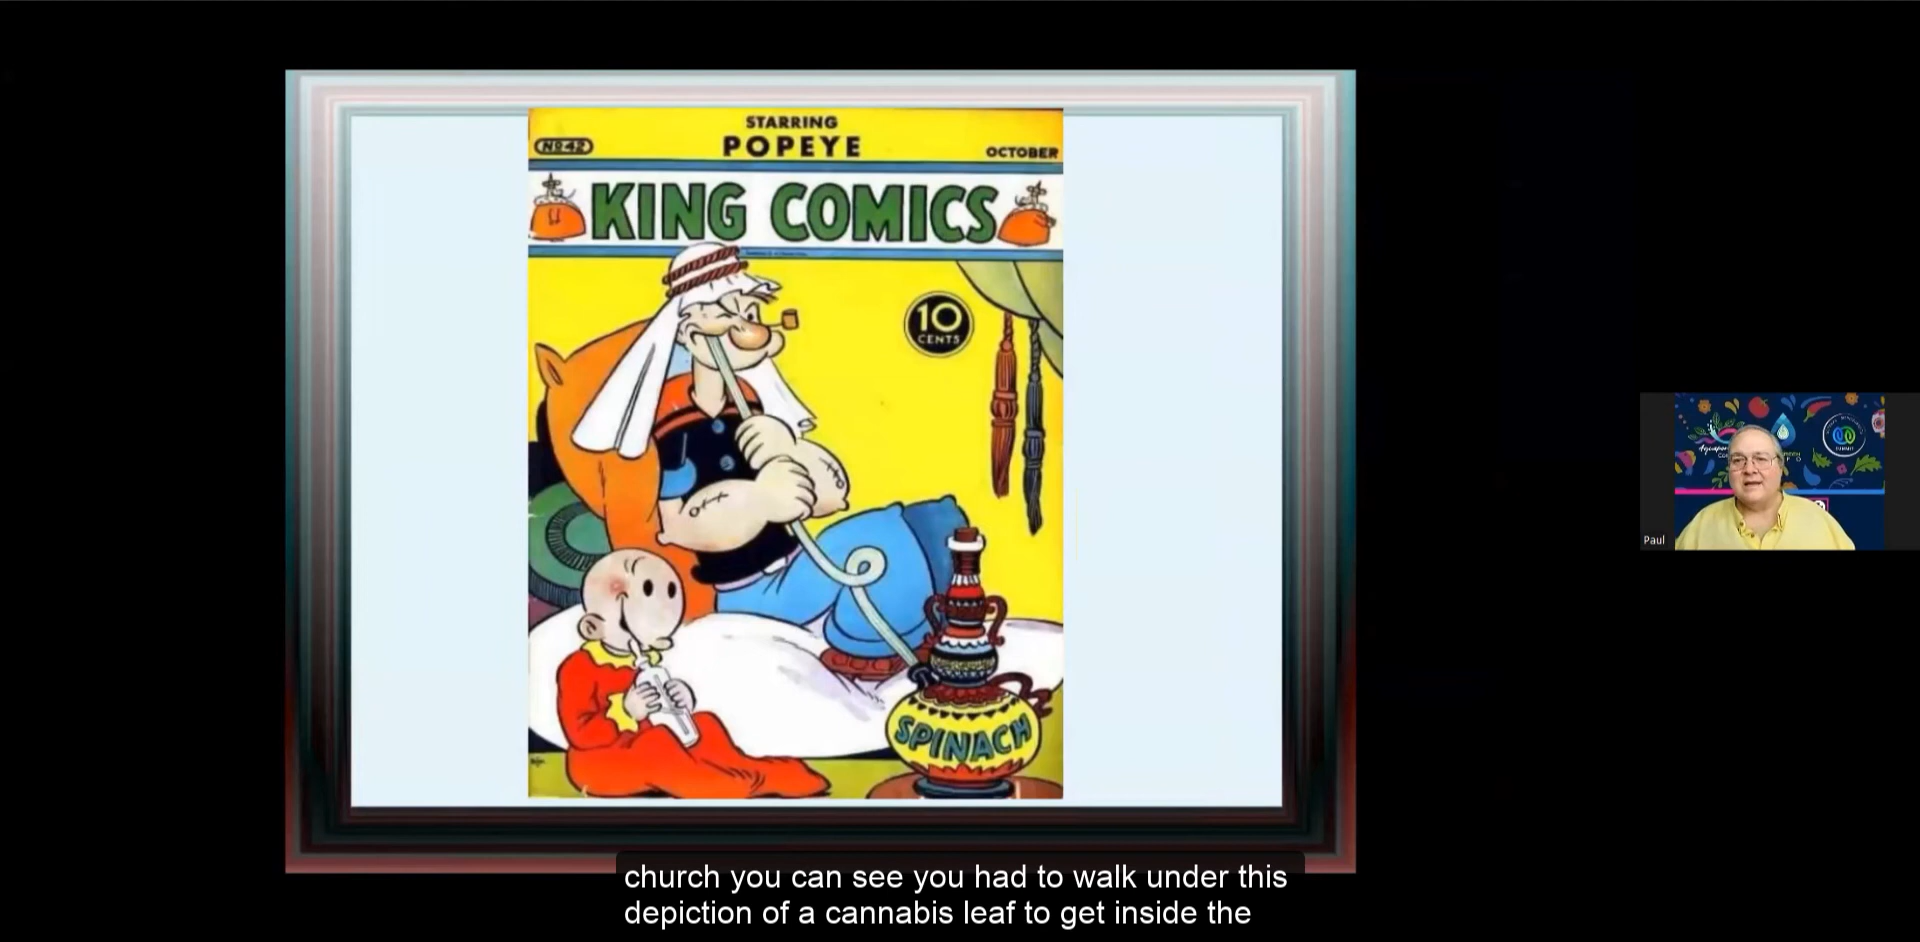 STARRING
POPEYE
Nº 42
OCTOBER
KING COMICS
10
CENTS
SPINACH
Paul
church you can see you had to walk under this
depiction of a cannabis leaf to get inside the